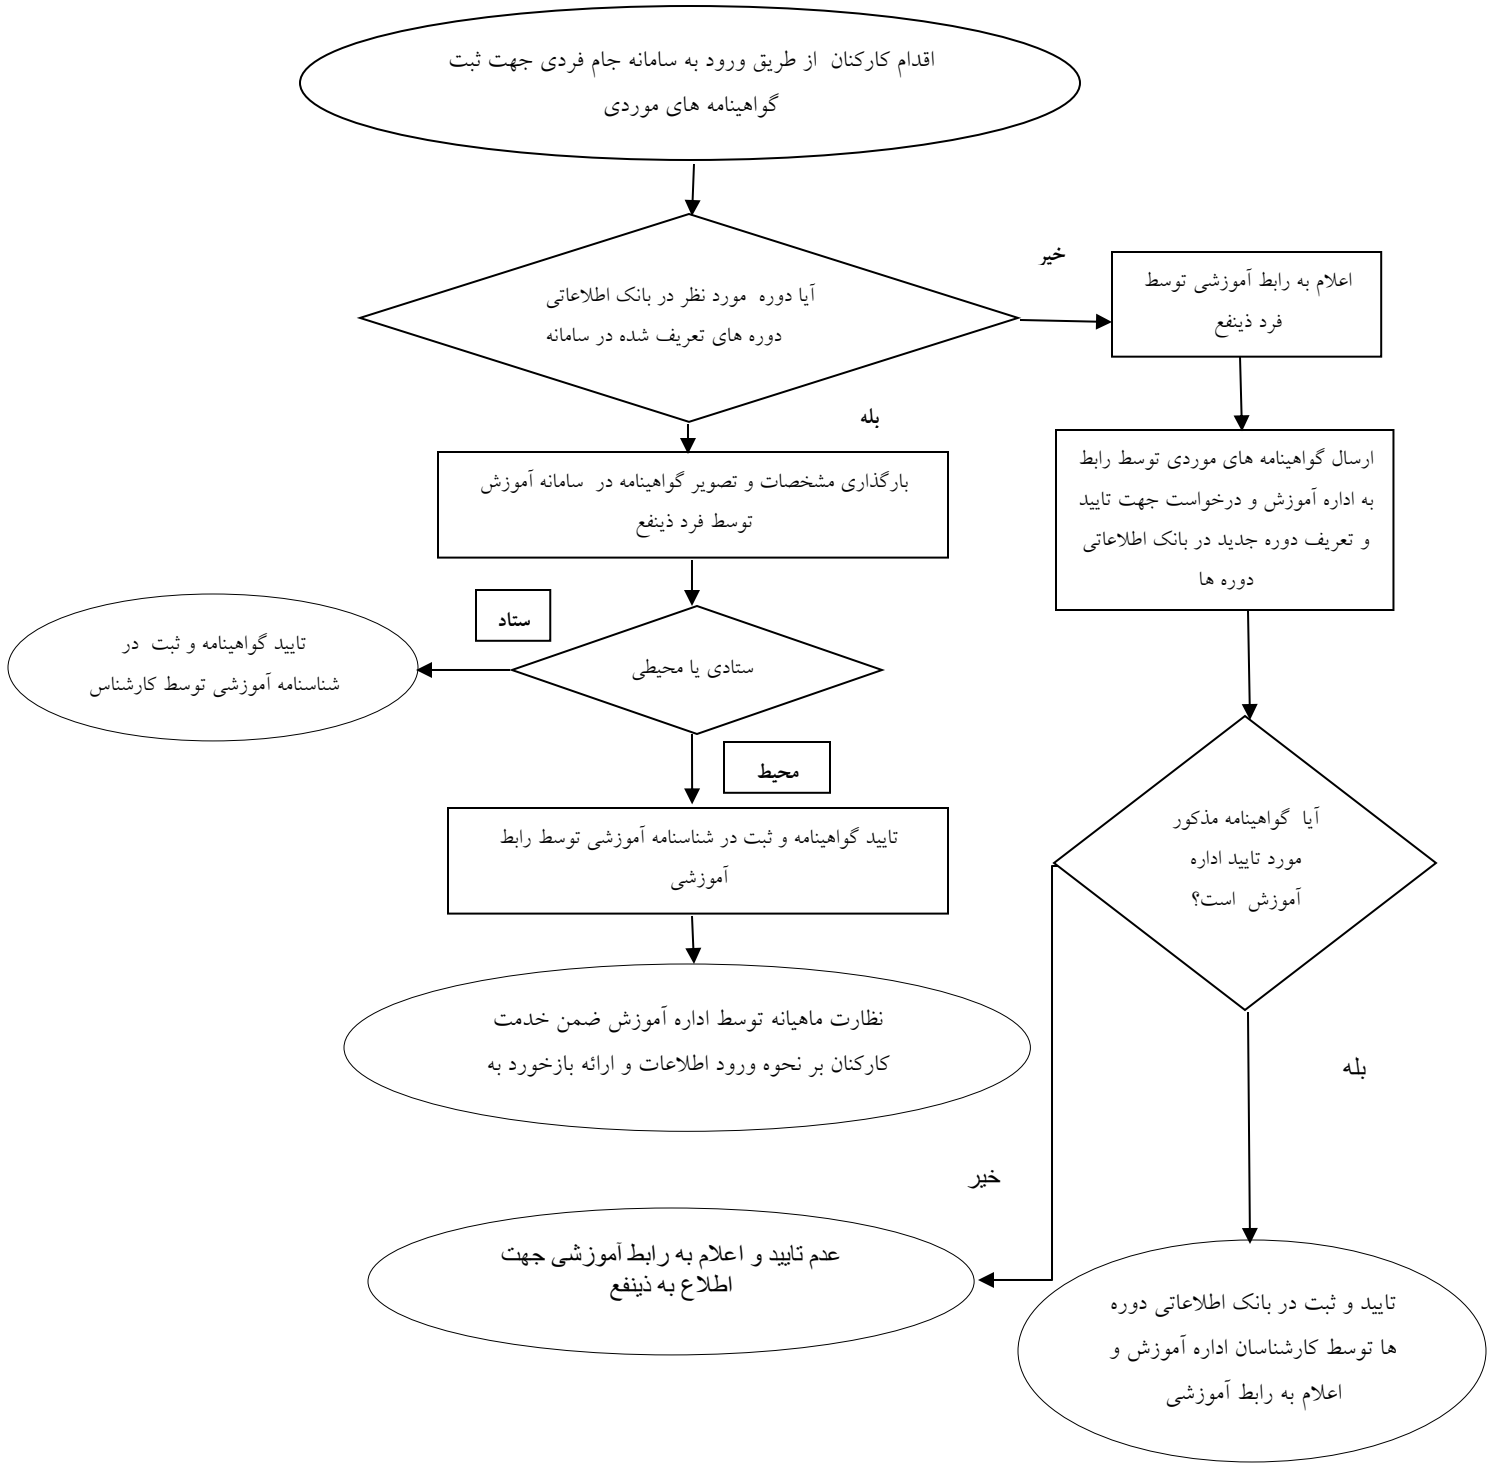 اقدام کارکنان از طریق ورود به سامانه جام فردی جهت ثبت
گواهینامه های موردی
آیا دوره مورد نظر در بانک اطلاعاتی
دوره های تعریف شده در سامانه
خیر
اعلام به رابط آموزشی توسط
فرد ذینفع
بله
بارگذاری مشخصات و تصویر گواهینامه در سامانه آموزش
توسط فرد ذینفع
ارسال گواهینامه های موردی توسط رابط
به اداره آموزش و درخواست جهت تایید
و تعریف دوره جدید در بانک اطلاعاتی
دوره ها
ستادی یا محیطی
ستاد
تایید گواهینامه و ثبت در
شناسنامه آموزشی توسط کارشناس
محیط
تایید گواهینامه و ثبت در شناسنامه آموزشی توسط رابط
آموزشی
آیا گواهینامه مذکور
مورد تایید اداره
آموزش است؟
نظارت ماهیانه توسط اداره آموزش ضمن خدمت
کارکنان بر نحوه ورود اطلاعات و ارائه بازخورد به
بله
خیر
عدم تایید و اعلام به رابط آموزشی جهت
اطلاع به ذینفع
تایید و ثبت در بانک اطلاعاتی دوره
ها توسط کارشناسان اداره آموزش و
اعلام به رابط آموزشی